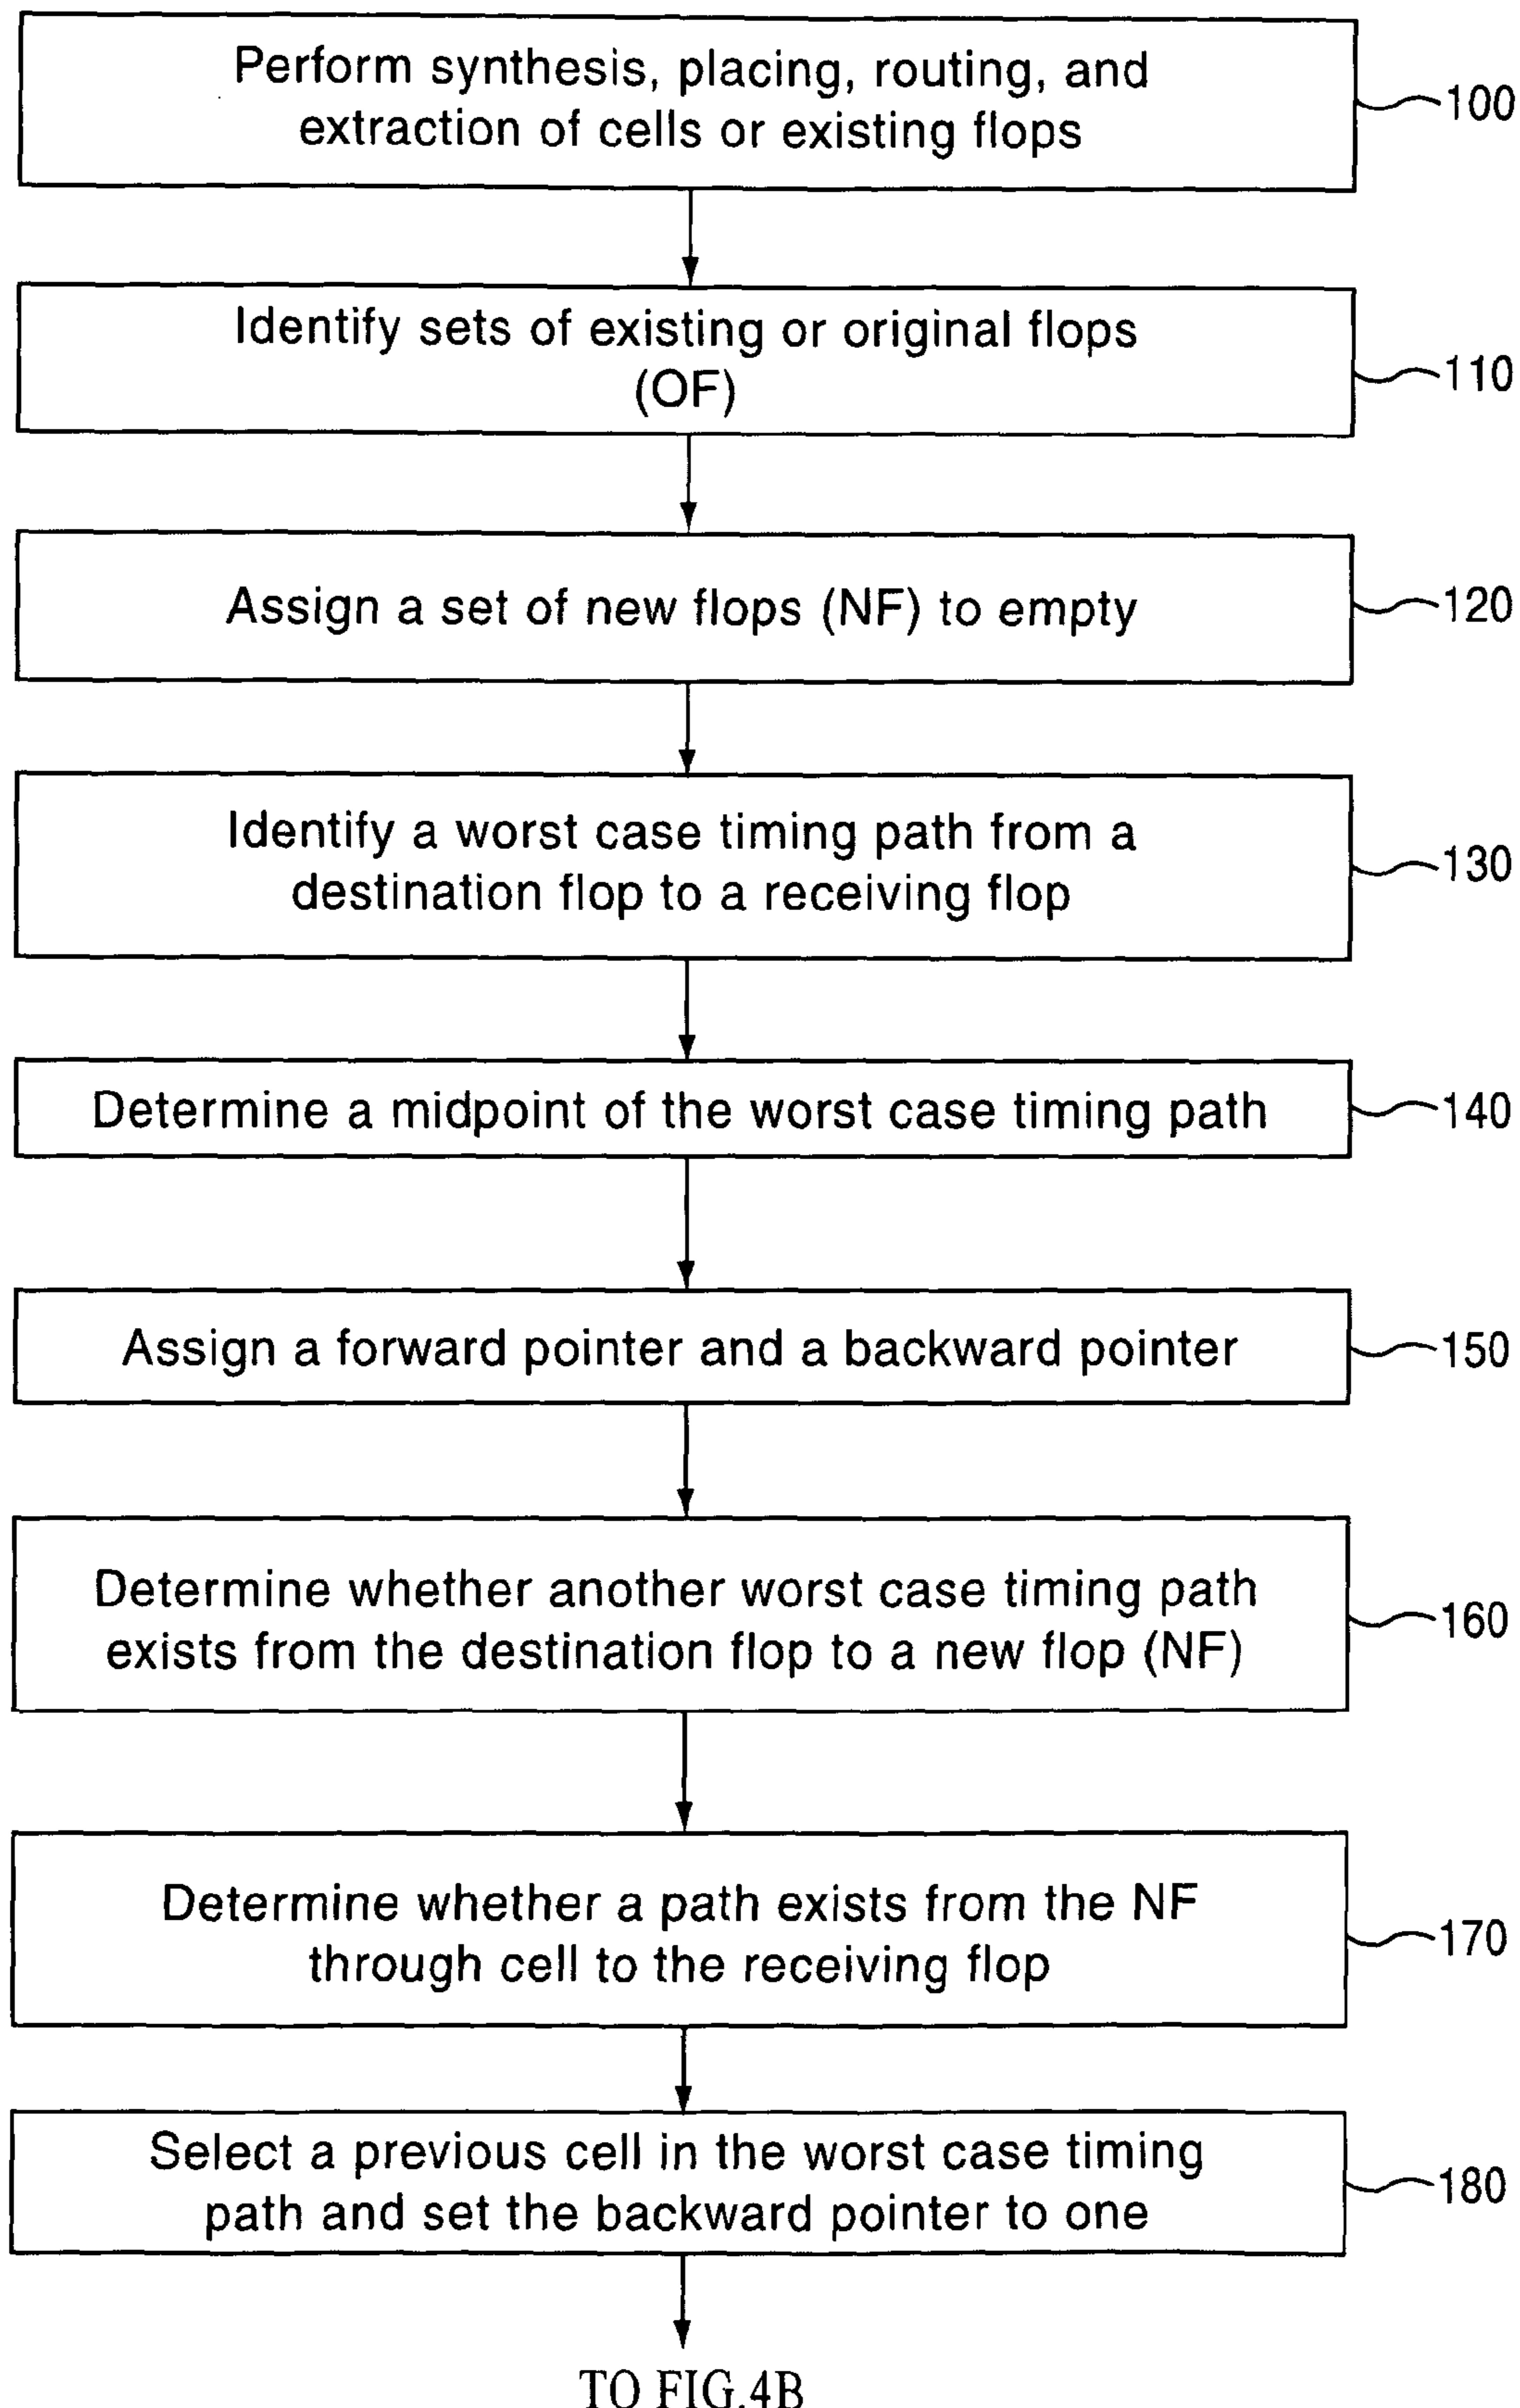 Perform synthesis, placing, routing, and
extraction of cells or existing flops
100
Identify sets of existing or original flops
(OF)
110
Assign a set of new flops (NF) to empty
120
Identify a worst case timing path from a
destination flop to a receiving flop
130
Determine a midpoint of the worst case timing path
140
Assign a forward pointer and a backward pointer
150
Determine whether another worst case timing path
exists from the destination flop to a new flop (NF)
160
Determine whether a path exists from the NF
through cell to the receiving flop
170
Select a previous cell in the worst case timing
path and set the backward pointer to one
180
TO FIG.4B